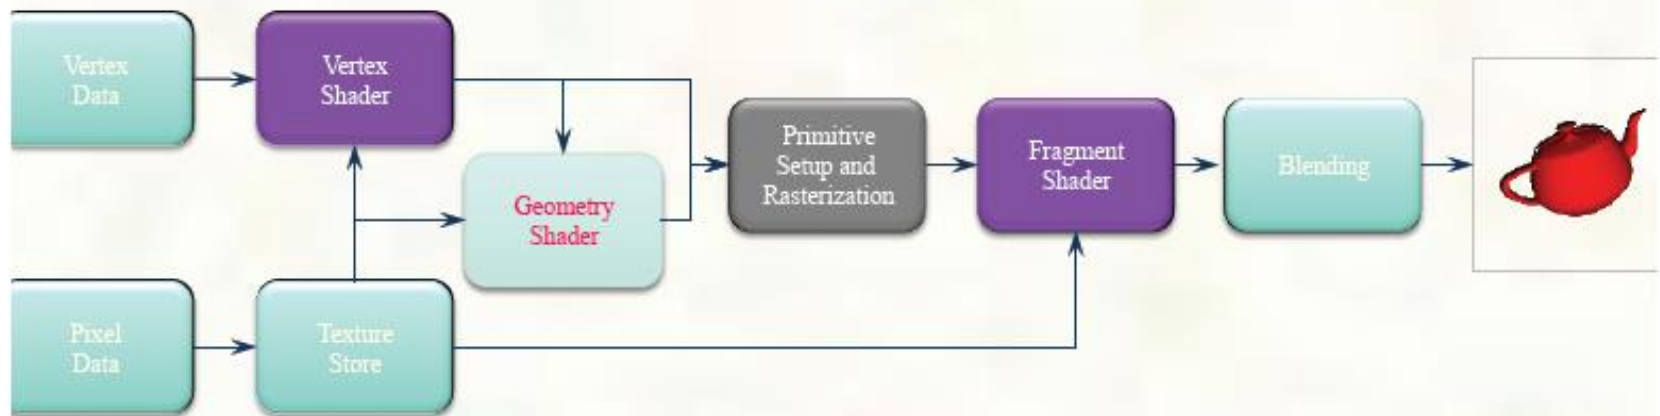 Vertex
Data
Vertex
Shader
Geometry
Shader
Primitive
Setup and
Rasterization
Fragment
Shader
Blending
Pixel
Data
Texture
Store